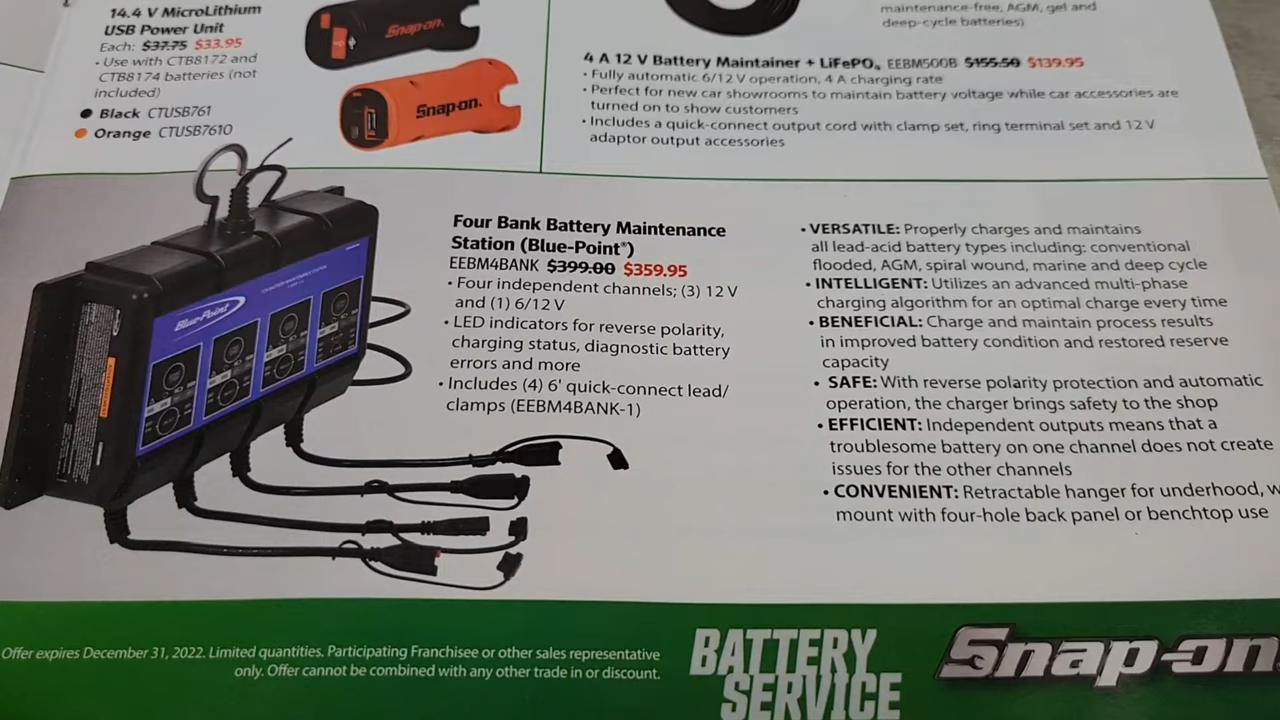 14.4 V MicroLithium
USB Power Unit
Each: $37.75 $33.95
• Use with CTB8172 and
CTB8174 batteries (not
included)
Black CTUSB761
Orange CTUSB761O
Snap-on.
Snap-on.
maintenance-free, AGM, gel and
deep-cycle batteries)
4 A 12 V Battery Maintainer + LiFePO₄ EEBM500B $155.50 $139.95
• Fully automatic 6/12 V operation, 4 A charging rate
• Perfect for new car showrooms to maintain battery voltage while car accessories are
turned on to show customers
• Includes a quick-connect output cord with clamp set, ring terminal set and 12 V
adaptor output accessories
Blue-Point
Four Bank Battery Maintenance
Station (Blue-Point®)
EEBM4BANK $399.00 $359.95
• Four independent channels; (3) 12 V
and (1) 6/12 V
• LED indicators for reverse polarity,
charging status, diagnostic battery
errors and more
• Includes (4) 6' quick-connect lead/
clamps (EEBM4BANK-1)
• VERSATILE: Properly charges and maintains
all lead-acid battery types including: conventional
flooded, AGM, spiral wound, marine and deep cycle
• INTELLIGENT: Utilizes an advanced multi-phase
charging algorithm for an optimal charge every time
• BENEFICIAL: Charge and maintain process results
in improved battery condition and restored reserve
capacity
• SAFE: With reverse polarity protection and automatic
operation, the charger brings safety to the shop
• EFFICIENT: Independent outputs means that a
troublesome battery on one channel does not create
issues for the other channels
• CONVENIENT: Retractable hanger for underhood, w
mount with four-hole back panel or benchtop use
Offer expires December 31, 2022. Limited quantities. Participating Franchisee or other sales representative
only. Offer cannot be combined with any other trade in or discount.
BATTERY
SERVICE
Snap-on